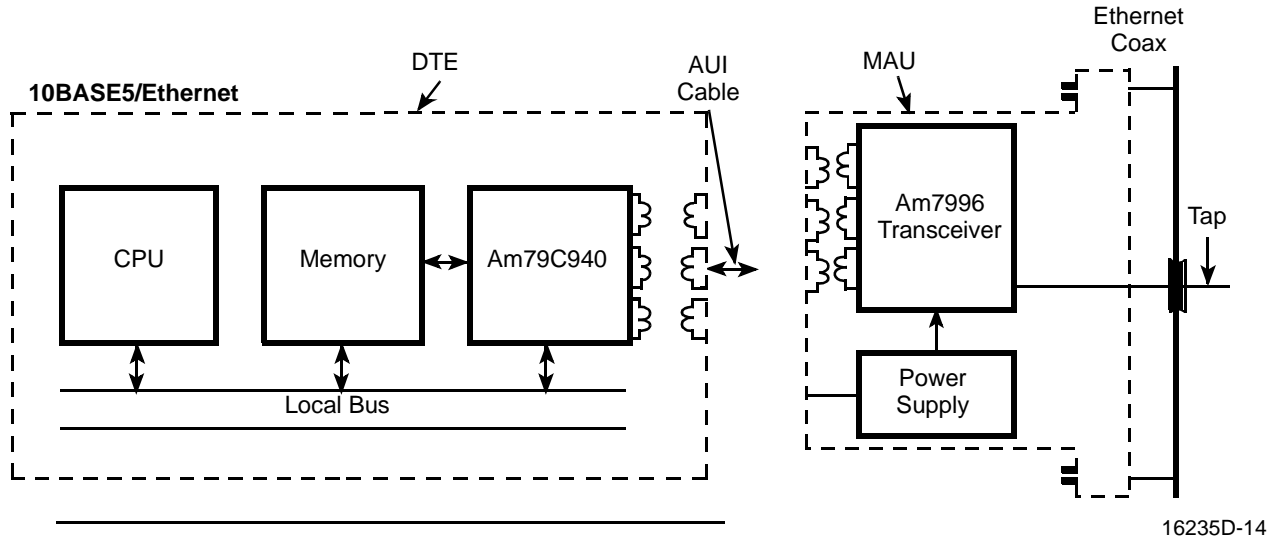 Ethernet
Coax
DTE
AUI
Cable
MAU
10BASE5/Ethernet
CPU
Memory
Am79C940
Am7996
Transceiver
Tap
Local Bus
Power
Supply
16235D-14